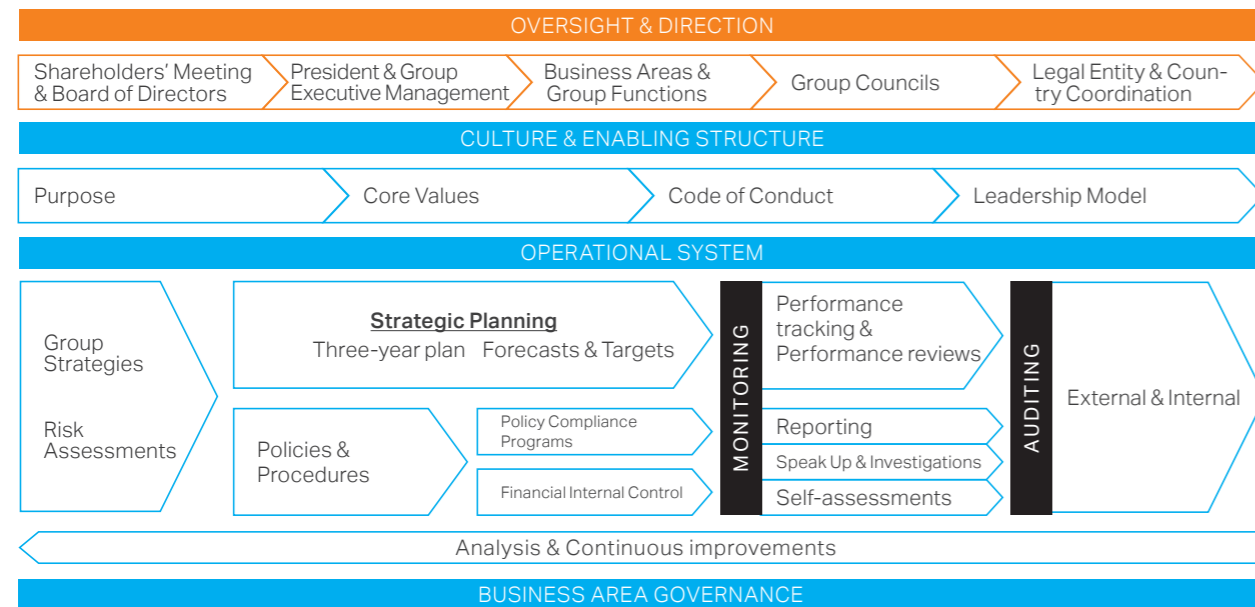 OVERSIGHT & DIRECTION
Shareholders' Meeting
& Board of Directors
President & Group
Executive Management
Business Areas &
Group Functions
Group Councils
Legal Entity & Coun-
try Coordination
CULTURE & ENABLING STRUCTURE
Purpose
Core Values
Code of Conduct
Leadership Model
OPERATIONAL SYSTEM
Group
Strategies
Risk
Assessments
Strategic Planning
Three-year plan Forecasts & Targets
Policies &
Procedures
Policy Compliance
Programs
Financial Internal Control
MONITORING
Performance
tracking &
Performance reviews
Reporting
Speak Up & Investigations
Self-assessments
AUDITING
External & Internal
Analysis & Continuous improvements
BUSINESS AREA GOVERNANCE